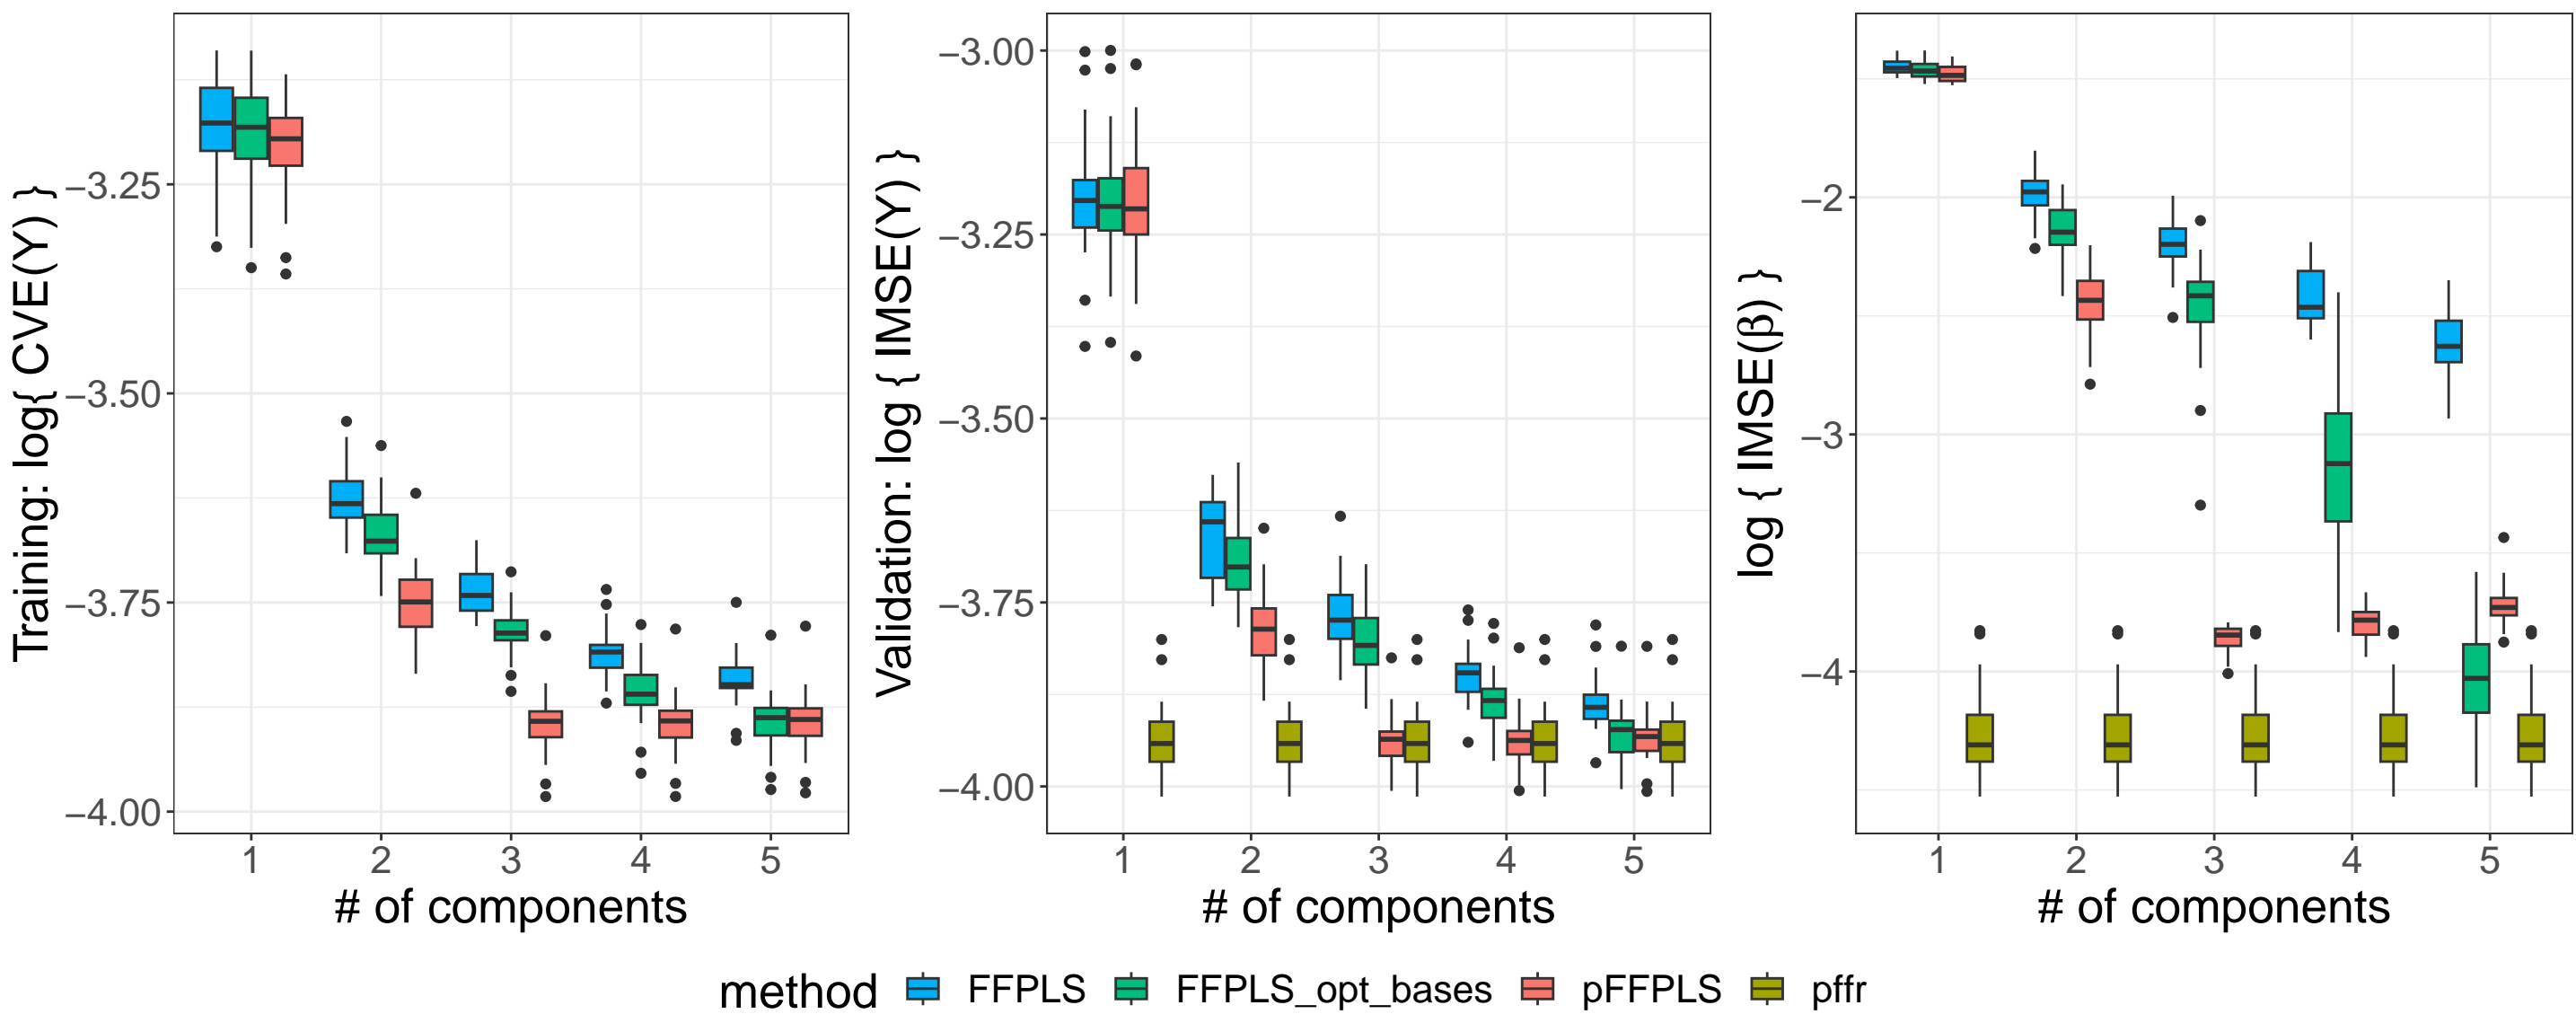 Training: log{ CVE(Y) }
−3.25
−3.50
−3.75
−4.00
1 2 3 4 5
# of components
Validation: log { IMSE(Y) }
−3.00
−3.25
−3.50
−3.75
−4.00
1 2 3 4 5
# of components
log { IMSE(β) }
−2
−3
−4
1 2 3 4 5
# of components
method FFPLS FFPLS_opt_bases pFFPLS pffr